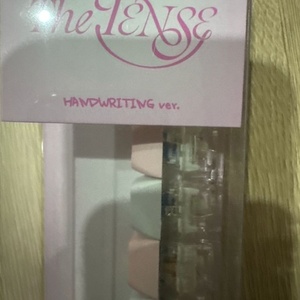 The TENSE
HANDWRITING ver.